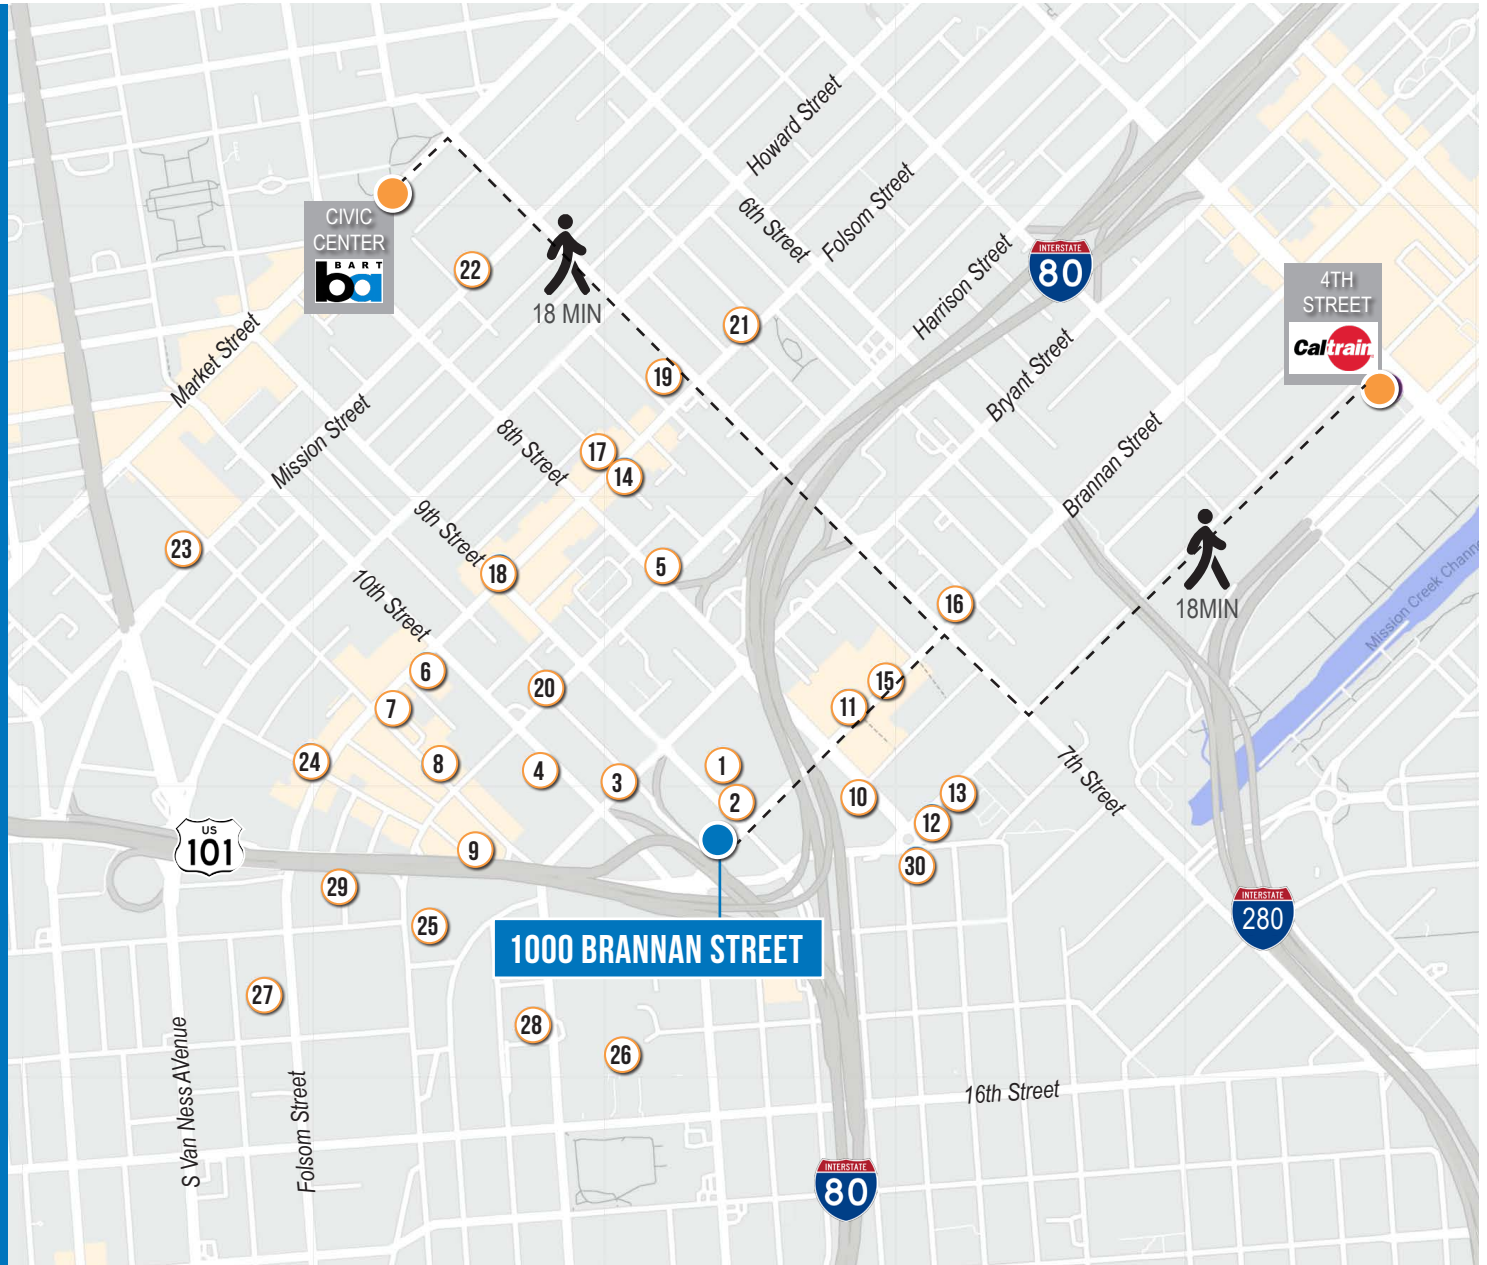 Howard Street
6th Street
Folsom Street
CIVIC
CENTER
BART
ba
22
18 MIN
Harrison Street
INTERSTATE
80
4TH
STREET
Caltrain
21
Market Street
19
Bryant Street
Mission Street
8th Street
17
14
Brannan Street
9th Street
23
18
5
10th Street
16
18MIN
Mission Creek Channe
6
20
15
7
11
24
8
4
3
1
2
10
13
12
7th Street
US
101
9
30
29
25
INTERSTATE
280
1000 BRANNAN STREET
27
28
26
S Van Ness AVenue
Folsom Street
16th Street
INTERSTATE
80